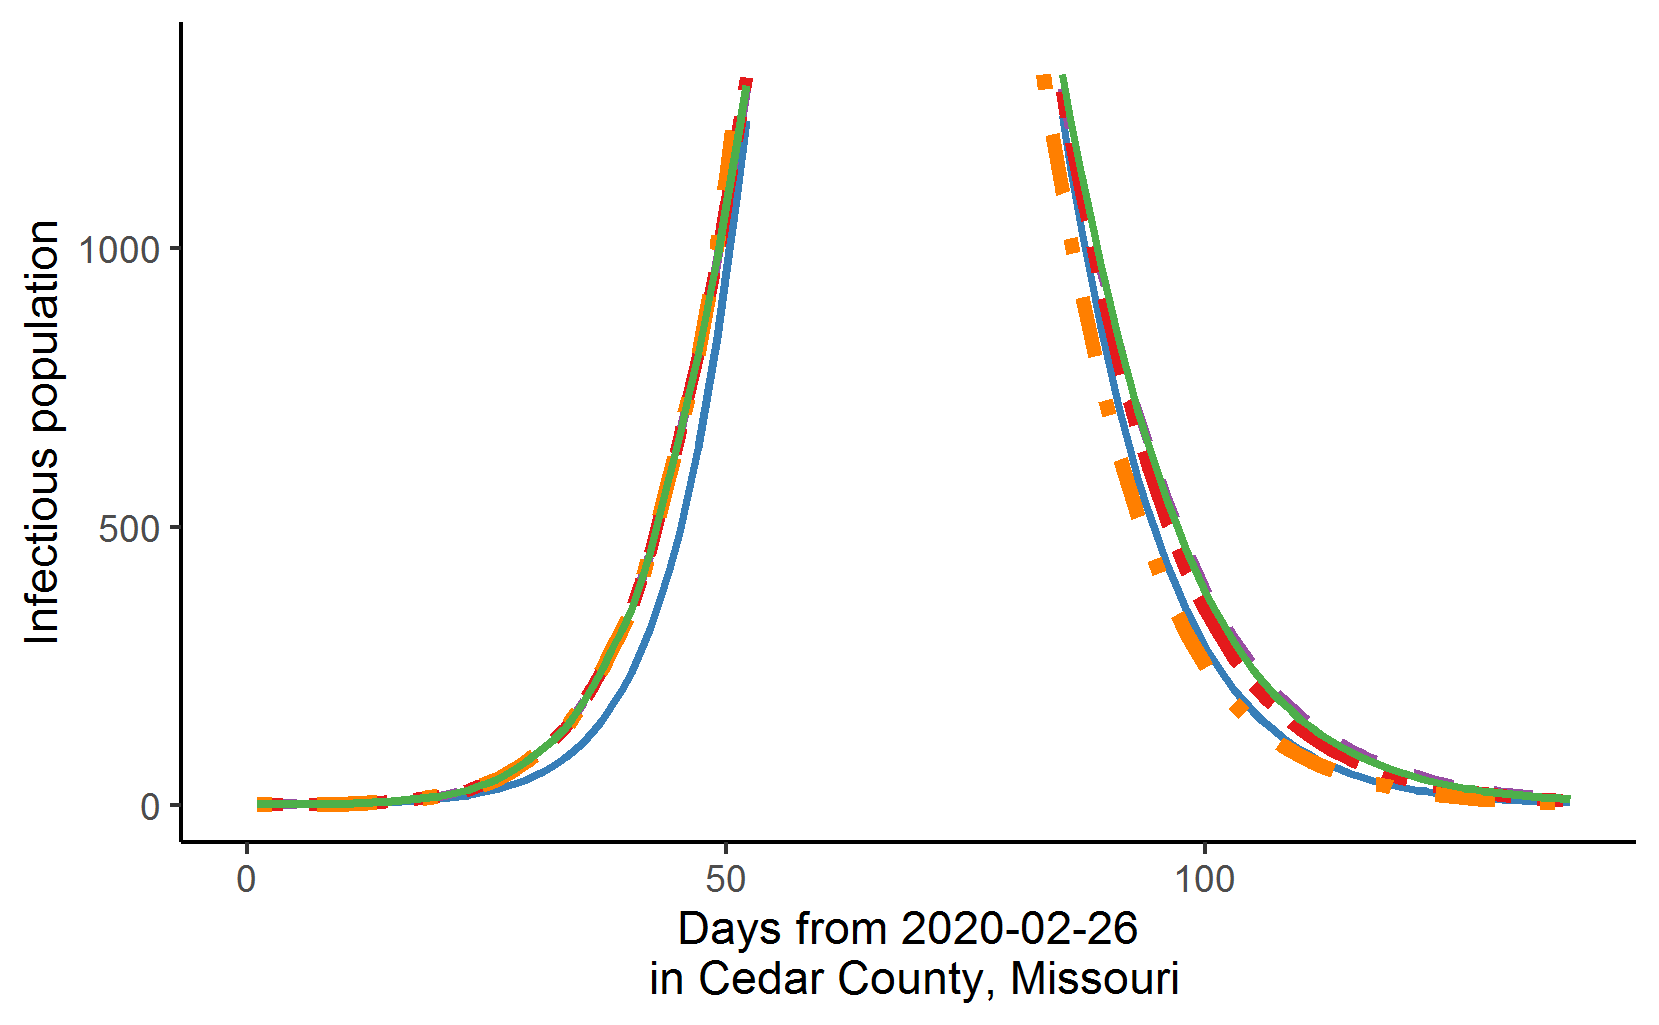 Infectious population
1000
500
0
0
50
100
Days from 2020-02-26
in Cedar County, Missouri